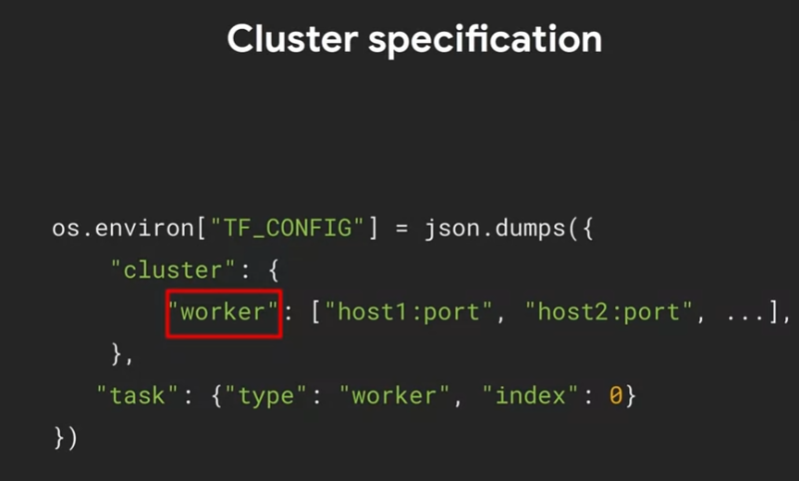 Cluster specification
os.environ["TF_CONFIG"] = json.dumps({
"cluster": {
"worker": ["host1:port", "host2:port", ...],
},
"task": {"type": "worker", "index": 0}
})